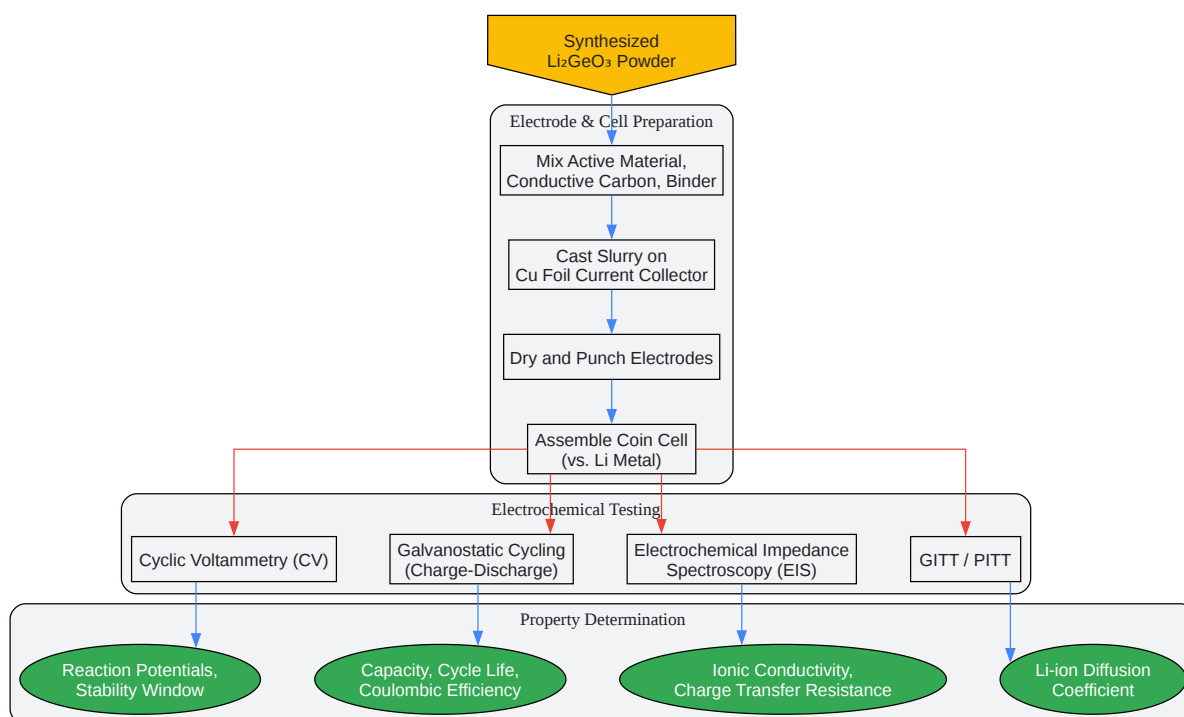 Synthesized
Li₂GeO₃ Powder
Electrode & Cell Preparation
Mix Active Material,
Conductive Carbon, Binder
Cast Slurry on
Cu Foil Current Collector
Dry and Punch Electrodes
Assemble Coin Cell
(vs. Li Metal)
Electrochemical Testing
Cyclic Voltammetry (CV)
Galvanostatic Cycling
(Charge-Discharge)
Electrochemical Impedance
Spectroscopy (EIS)
GITT / PITT
Property Determination
Reaction Potentials,
Stability Window
Capacity, Cycle Life,
Coulombic Efficiency
Ionic Conductivity,
Charge Transfer Resistance
Li-ion Diffusion
Coefficient